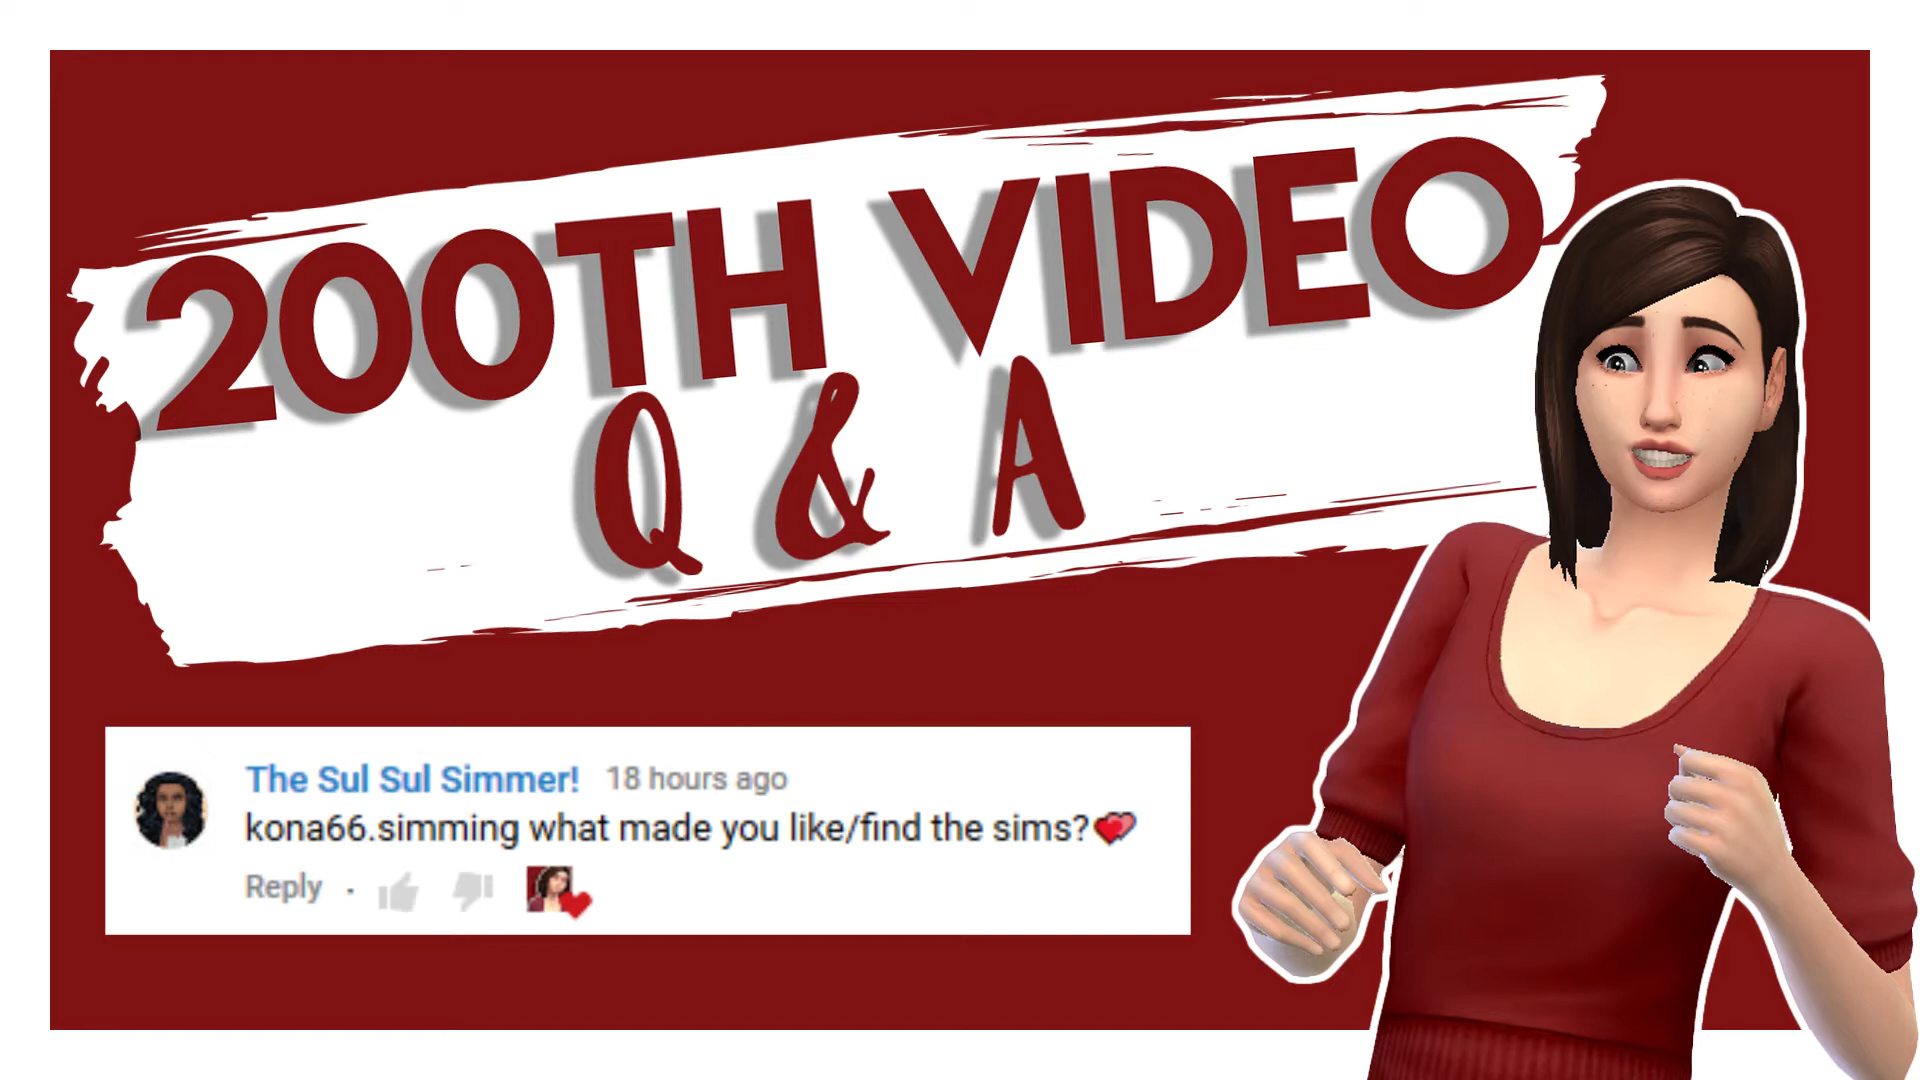 200TH VIDEO
Q & A
The Sul Sul Simmer! 18 hours ago
kona66.simming what made you like/find the sims?💕
Reply